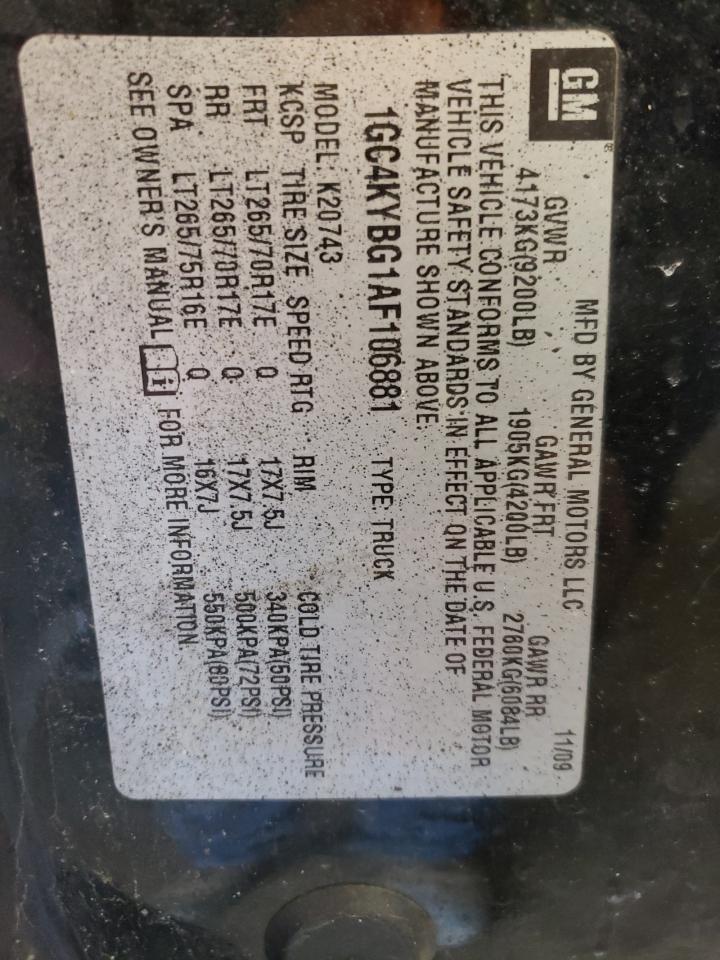 GM
MFD BY GENERAL MOTORS LLC 11/09
GVWR GAWR FRT GAWR RR
4173KG(9200LB) 1905KG(4200LB) 2760KG(6084LB)
THIS VEHICLE CONFORMS TO ALL APPLICABLE U.S. FEDERAL MOTOR
VEHICLE SAFETY STANDARDS IN EFFECT ON THE DATE OF
MANUFACTURE SHOWN ABOVE.
1GC4KYBG1AF106881 TYPE: TRUCK
MODEL: K20743
KCSP TIRE SIZE SPEED RTG RIM COLD TIRE PRESSURE
FRT LT265/70R17E Q 17X7.5J 340KPA(50PSI)
RR LT265/70R17E Q 17X7.5J 500KPA(72PSI)
SPA LT265/75R16E Q 16X7J 550KPA(80PSI)
SEE OWNER'S MANUAL i FOR MORE INFORMATION.